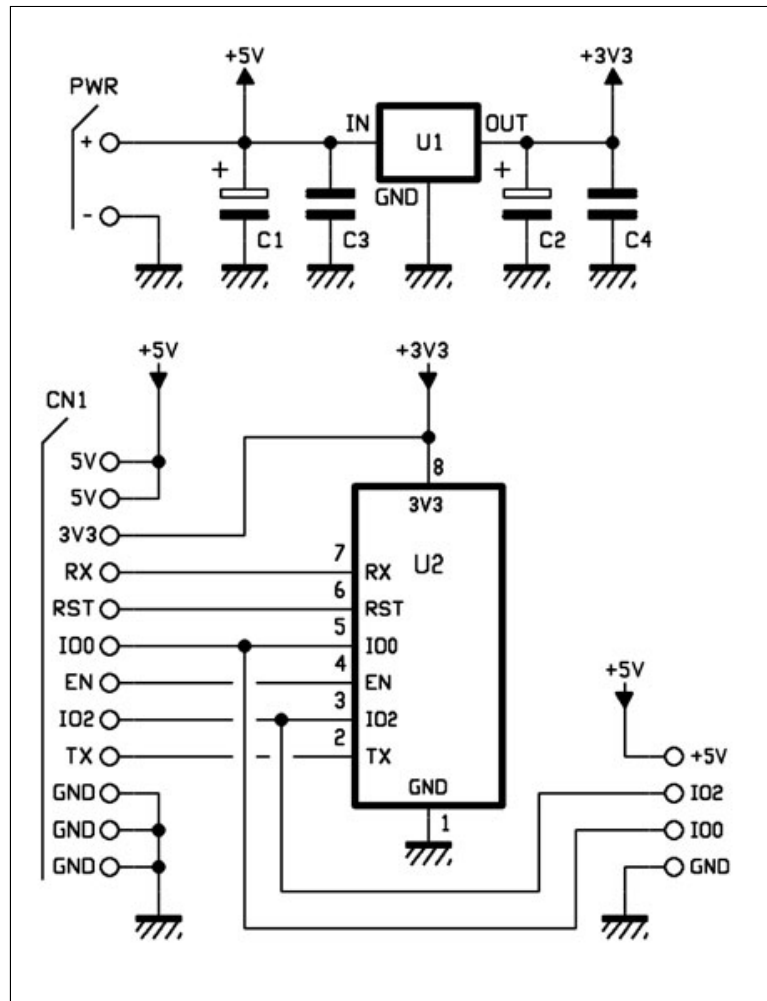 +5V
+3V3
PWR
+
IN
U1
OUT
+
+
GND
-
C1
C3
C2
C4
+5V
+3V3
CN1
5V
8
5V
3V3
3V3
7
U2
RX
RX
6
RST
RST
5
IO0
IO0
4
EN
EN
3
+5V
IO2
IO2
2
TX
TX
+5V
GND
GND
IO2
GND
1
IO0
GND
GND